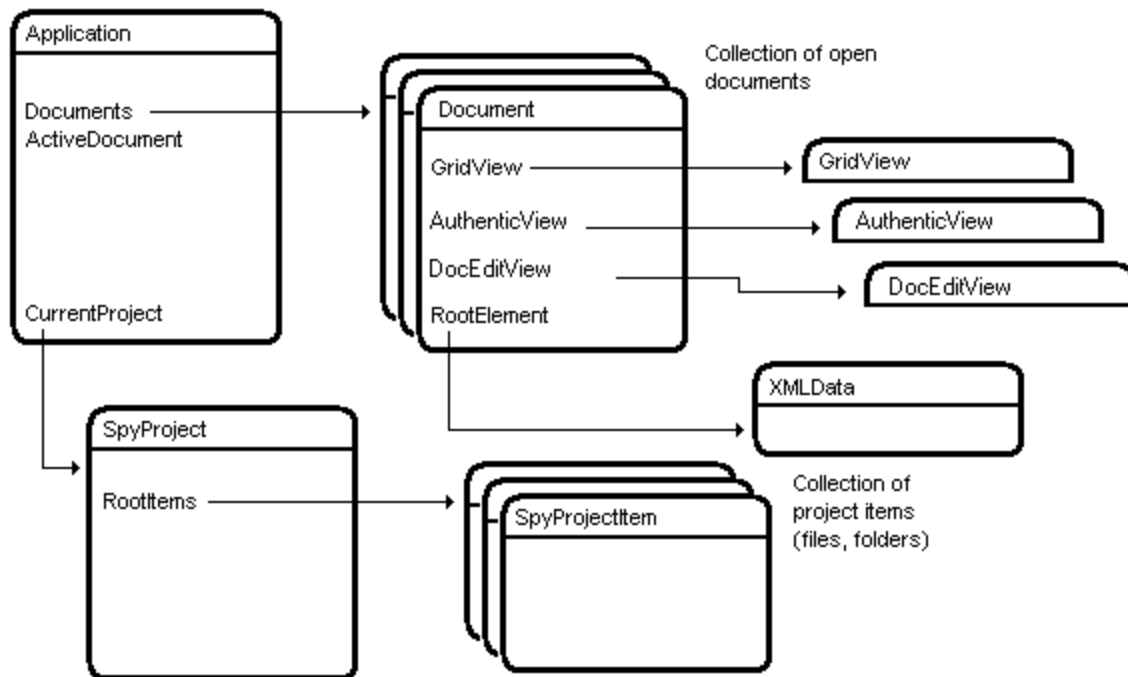 Application
Documents
ActiveDocument
CurrentProject
Collection of open
documents
Document
GridView
AuthenticView
DocEditView
RootElement
GridView
AuthenticView
DocEditView
XMLData
SpyProject
RootItems
SpyProjectItem
Collection of
project items
(files, folders)